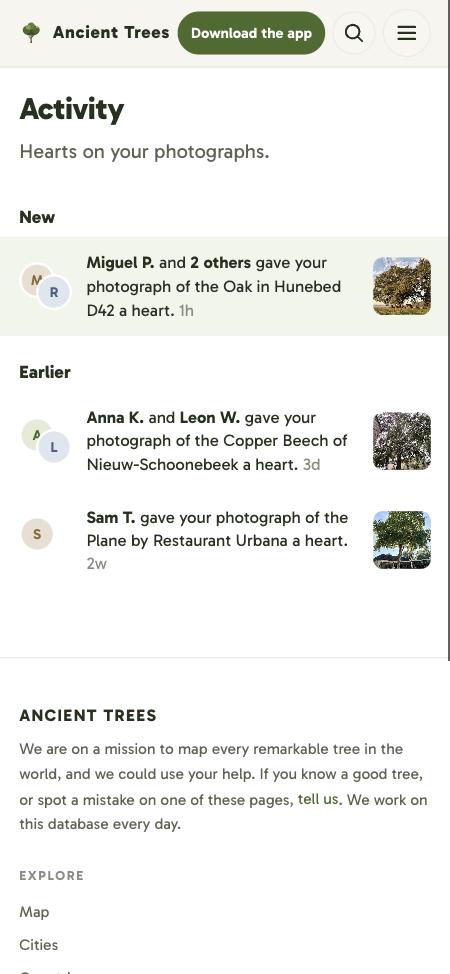 Ancient Trees
Download the app
Activity
Hearts on your photographs.
New
M
R
Miguel P. and 2 others gave your
photograph of the Oak in Hunebed
D42 a heart. 1h
Earlier
A
L
Anna K. and Leon W. gave your
photograph of the Copper Beech of
Nieuw-Schoonebeek a heart. 3d
S
Sam T. gave your photograph of the
Plane by Restaurant Urbana a heart.
2w
ANCIENT TREES
We are on a mission to map every remarkable tree in the
world, and we could use your help. If you know a good tree,
or spot a mistake on one of these pages, tell us. We work on
this database every day.
EXPLORE
Map
Cities